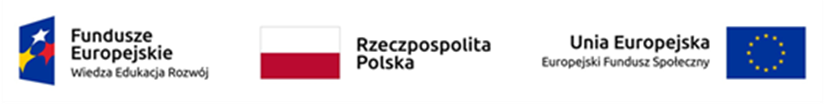 Fundusze
Europejskie
Wiedza Edukacja Rozwój
Rzeczpospolita
Polska
Unia Europejska
Europejski Fundusz Społeczny